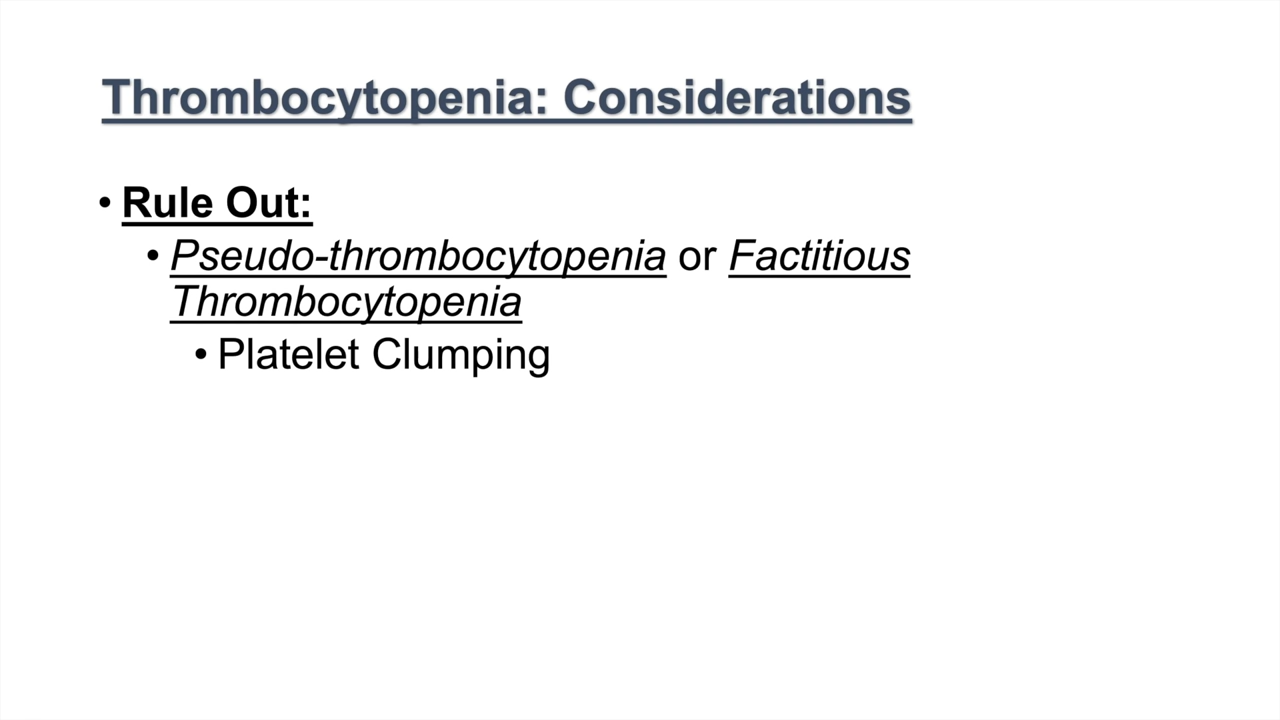 Thrombocytopenia: Considerations
• Rule Out:
• Pseudo-thrombocytopenia or Factitious
Thrombocytopenia
• Platelet Clumping